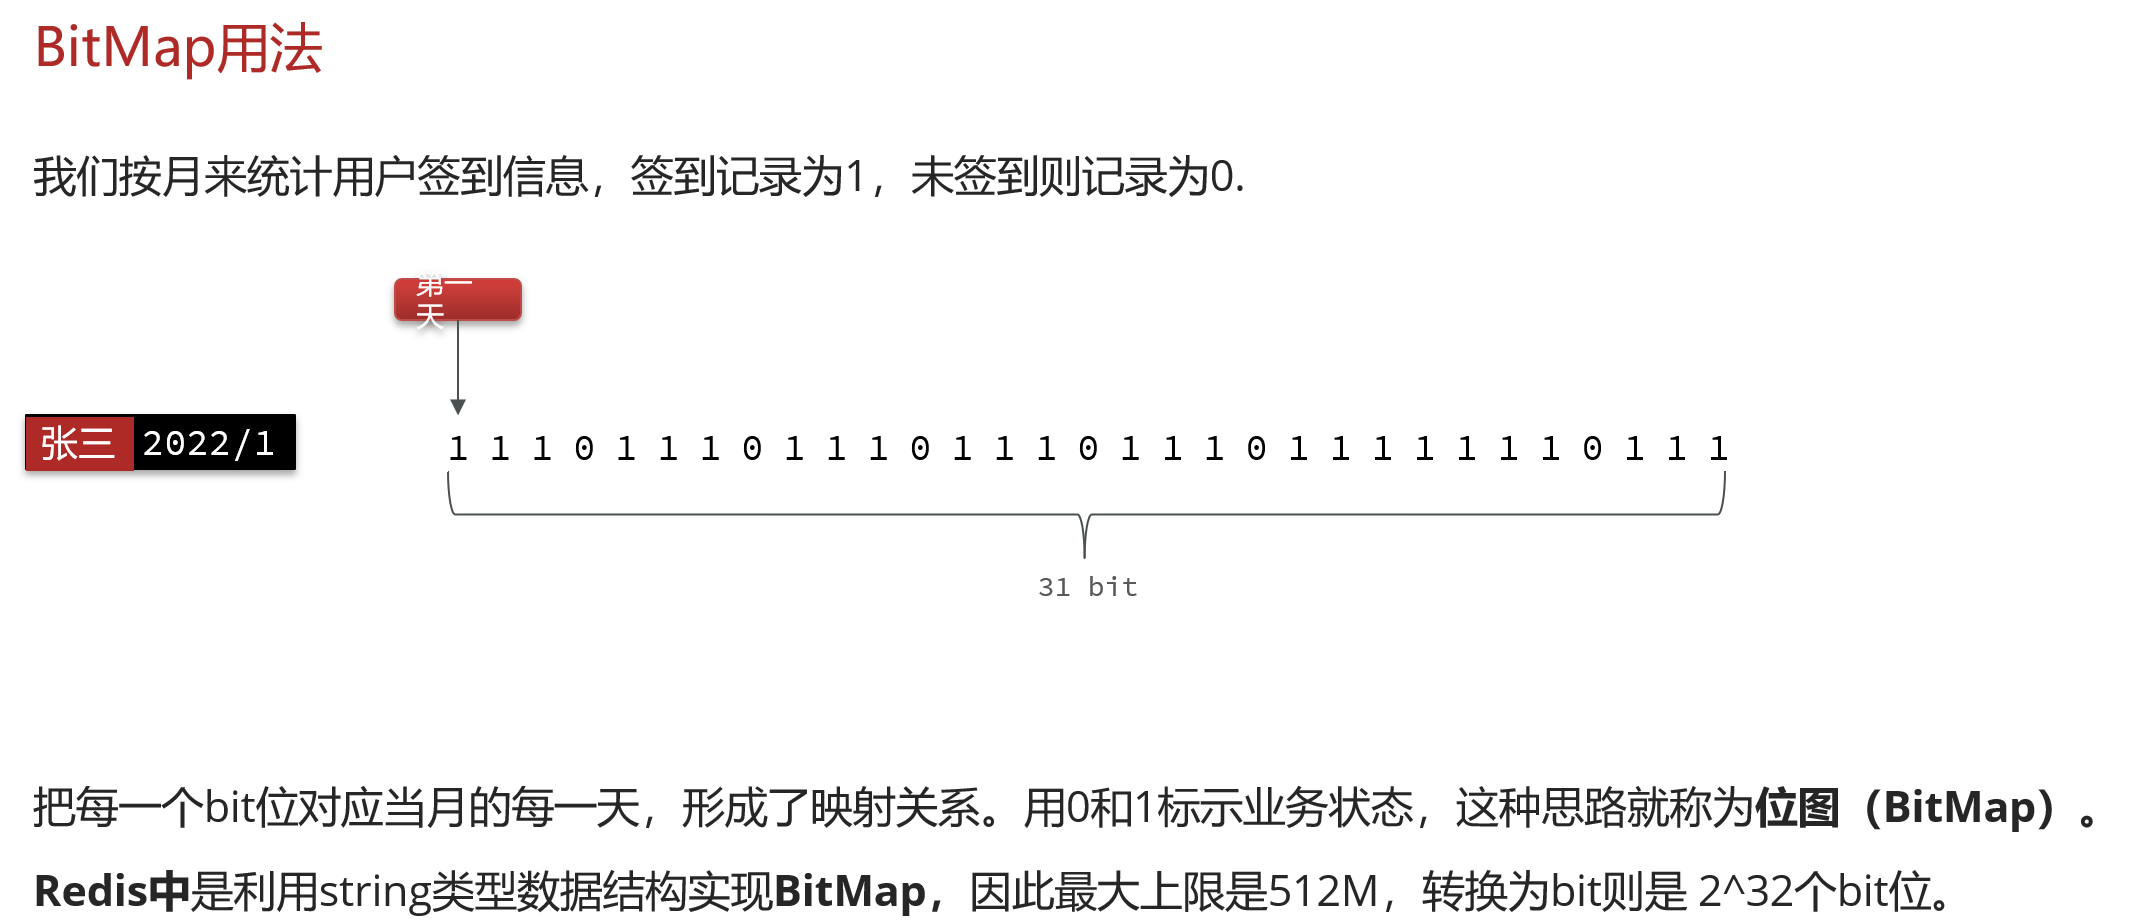 BitMap用法
我们按月来统计用户签到信息，签到记录为1，未签到则记录为0.
第一
天
张三 2022/1
1 1 1 0 1 1 1 0 1 1 1 0 1 1 1 0 1 1 1 0 1 1 1 1 1 1 1 0 1 1 1
31 bit
把每一个bit位对应当月的每一天，形成了映射关系。用0和1标示业务状态，这种思路就称为位图（BitMap）。
Redis中是利用string类型数据结构实现BitMap，因此最大上限是512M，转换为bit则是 2^32个bit位。